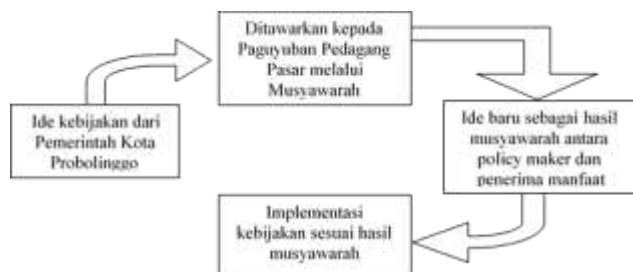 Ide kebijakan dari
Pemerintah Kota
Probolinggo
Ditawarkan kepada
Paguyuban Pedagang
Pasar melalui
Musyawarah
Ide baru sebagai hasil
musyawarah antara
policy maker dan
penerima manfaat
Implementasi
kebijakan sesuai hasil
musyawarah